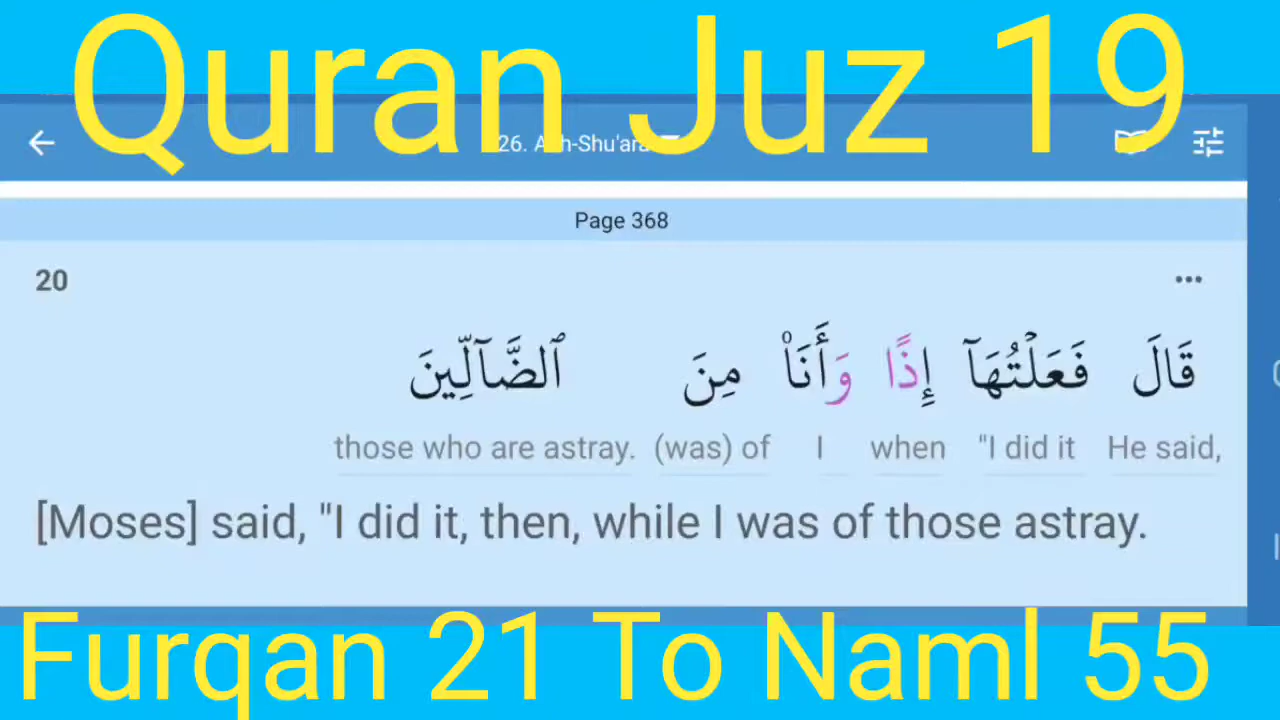 Quran Juz 19
26. Ash-Shu'ara
Page 368
20
قَالَ فَعَلْتُهَآ إِذًا وَأَنَا۠ مِنَ ٱلضَّآلِّينَ
those who are astray. (was) of I when "I did it He said,
[Moses] said, "I did it, then, while I was of those astray.
Furqan 21 To Naml 55